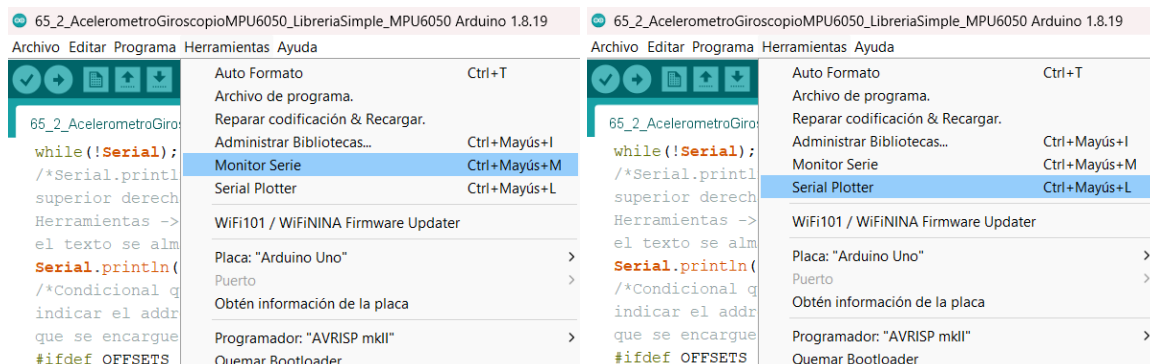 65_2_AcelerometroGiroscopioMPU6050_LibreriaSimple_MPU6050 Arduino 1.8.19
Archivo Editar Programa Herramientas Ayuda
Auto Formato Ctrl+T
Archivo de programa.
Reparar codificación & Recargar.
65_2_AcelerometroGiros
Administrar Bibliotecas... Ctrl+Mayús+I
while(!Serial);
Monitor Serie Ctrl+Mayús+M
/*Serial.printl
Serial Plotter Ctrl+Mayús+L
superior derech
Herramientas ->
WiFi101 / WiFiNINA Firmware Updater
el texto se alm
Placa: "Arduino Uno"
Serial.println(
Puerto
/*Condicional q
Obtén información de la placa
indicar el addr
que se encargue
Programador: "AVRISP mkII"
#ifdef OFFSETS
Quemar Bootloader
65_2_AcelerometroGiroscopioMPU6050_LibreriaSimple_MPU6050 Arduino 1.8.19
Archivo Editar Programa Herramientas Ayuda
Auto Formato Ctrl+T
Archivo de programa.
Reparar codificación & Recargar.
65_2_AcelerometroGiro
Administrar Bibliotecas... Ctrl+Mayús+I
while(!Serial);
Monitor Serie Ctrl+Mayús+M
/*Serial.printl
Serial Plotter Ctrl+Mayús+L
superior derech
Herramientas ->
WiFi101 / WiFiNINA Firmware Updater
el texto se alm
Placa: "Arduino Uno"
Serial.println(
Puerto
/*Condicional q
Obtén información de la placa
indicar el addr
que se encargue
Programador: "AVRISP mkII"
#ifdef OFFSETS
Quemar Bootloader